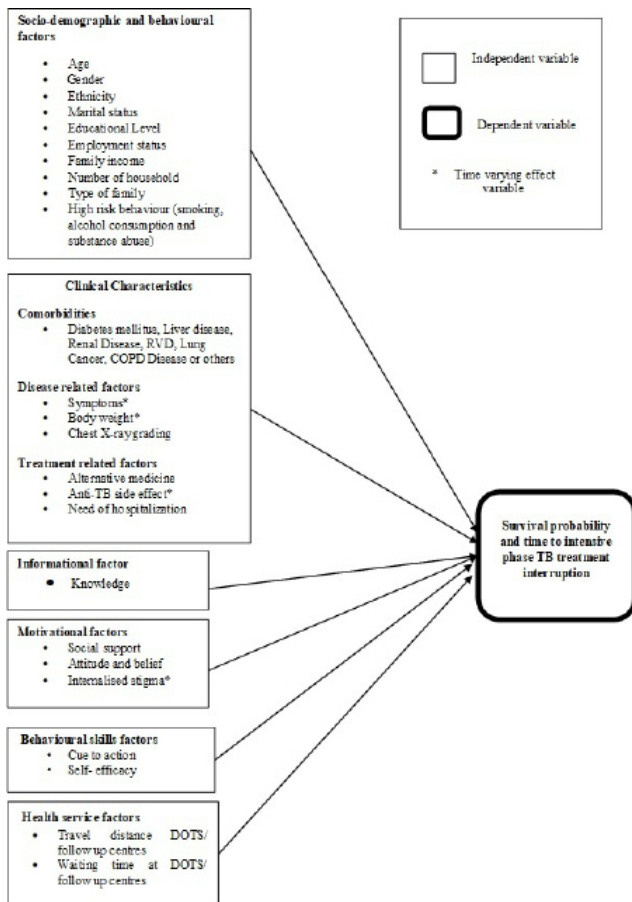 Socio-demographic and behavioural
factors
• Age
• Gender
• Ethnicity
• Marital status
• Educational Level
• Employment status
• Family income
• Number of household
• Type of family
• High risk behaviour (smoking,
alcohol consumption and
substance abuse)
Independent variable
Dependent variable
* Time varying effect
variable
Clinical Characteristics
Comorbidities
• Diabetes mellitus, Liver disease,
Renal Disease, RVD, Lung
Cancer, COPD Disease or others
Disease related factors
• Symptoms*
• Body weight*
• Chest X-ray grading
Treatment related factors
• Alternative medicine
• Anti-TB side effect*
• Need of hospitalization
Survival probability
and time to intensive
phase TB treatment
interruption
Informational factor
• Knowledge
Motivational factors
• Social support
• Attitude and belief
• Internalised stigma*
Behavioural skills factors
• Cue to action
• Self- efficacy
Health service factors
• Travel distance DOTS/
follow up centres
• Waiting time at DOTS/
follow up centres